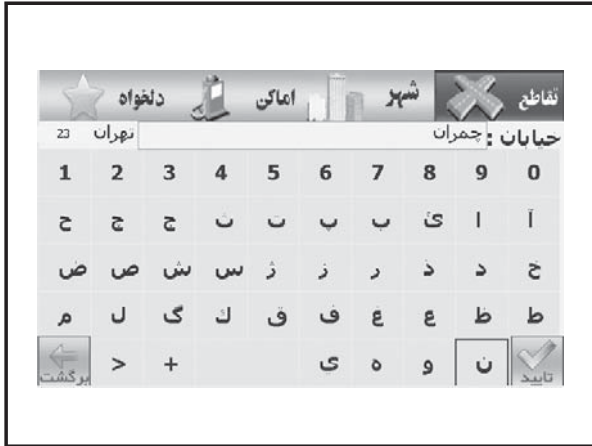 تقاطع شهر اماکن دلخواه
خیابان : چمران تهران 23
1 2 3 4 5 6 7 8 9 0
آ ا ئ ب پ ت ث ج چ ح
خ د ذ ر ز ژ س ش ص ض
ط ظ ع غ ف ق ك گ ل م
تایید ن و ه ي + < برگشت